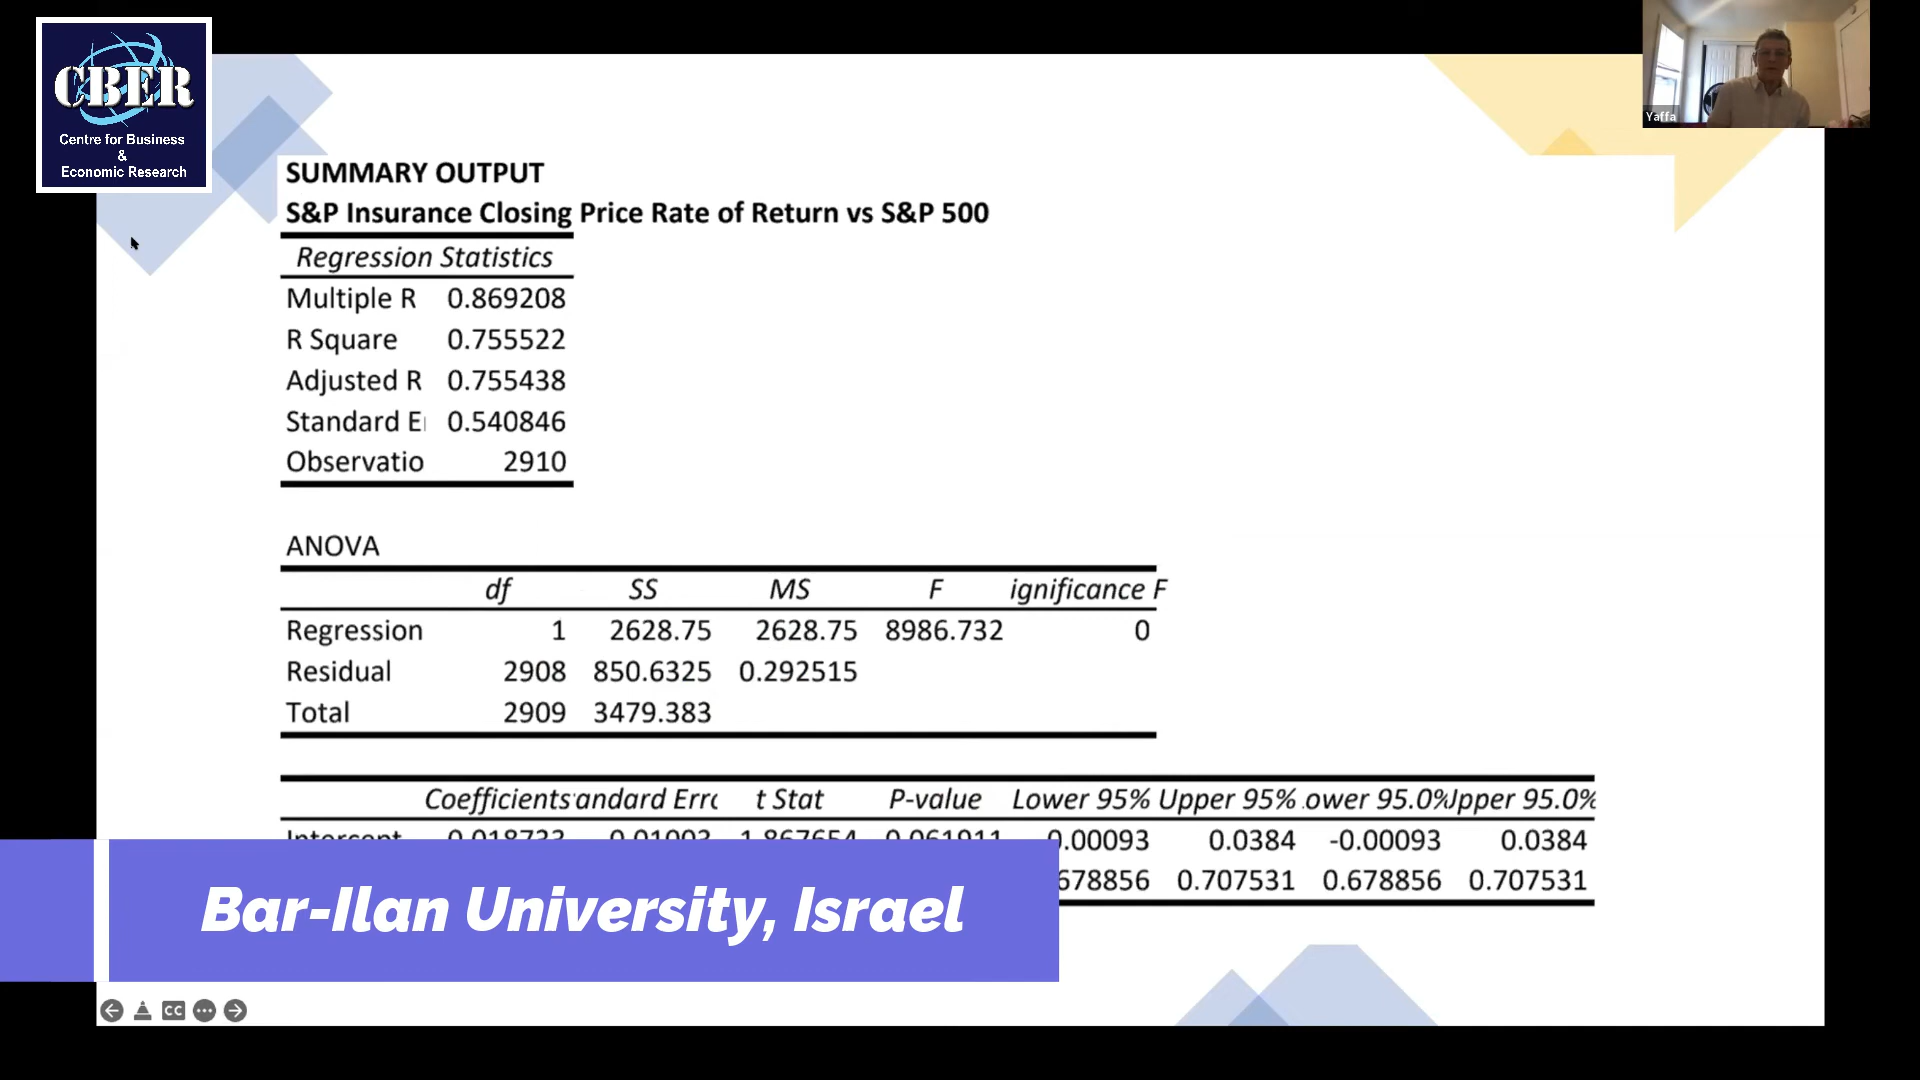 CBER
Centre for Business
&
Economic Research
Yaffa
SUMMARY OUTPUT
S&P Insurance Closing Price Rate of Return vs S&P 500
Regression Statistics
Multiple R 0.869208
R Square 0.755522
Adjusted R 0.755438
Standard E 0.540846
Observatio 2910
ANOVA
df SS MS F ignificance F
Regression 1 2628.75 2628.75 8986.732 0
Residual 2908 850.6325 0.292515
Total 2909 3479.383
Coefficients andard Erro t Stat P-value Lower 95% Upper 95% ower 95.0% Upper 95.0%
Intercept 0.018733 0.01003 1.867654 0.061911 0.00093 0.0384 -0.00093 0.0384
678856 0.707531 0.678856 0.707531
Bar-Ilan University, Israel
CC